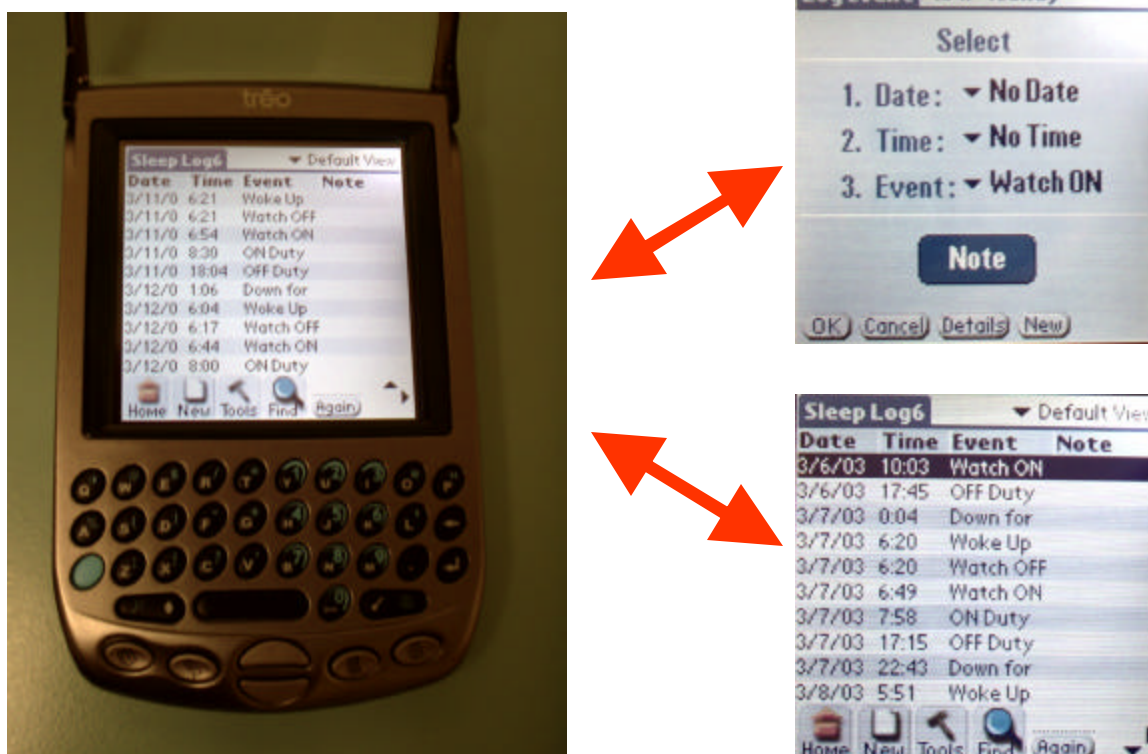 trēo
Sleep Log6 Default View
Date Time Event Note
3/11/0 6:21 Woke Up
3/11/0 6:21 Watch OFF
3/11/0 6:54 Watch ON
3/11/0 8:30 ON Duty
3/11/0 18:04 OFF Duty
3/12/0 1:06 Down for
3/12/0 6:04 Woke Up
3/12/0 6:17 Watch OFF
3/12/0 6:44 Watch ON
3/12/0 8:00 ON Duty
Home New Tools Find Again
Select
1. Date: No Date
2. Time: No Time
3. Event: Watch ON
Note
OK Cancel Details New
Sleep Log6 Default View
Date Time Event Note
3/6/03 10:03 Watch ON
3/6/03 17:45 OFF Duty
3/7/03 0:04 Down for
3/7/03 6:20 Woke Up
3/7/03 6:20 Watch OFF
3/7/03 6:49 Watch ON
3/7/03 7:58 ON Duty
3/7/03 17:15 OFF Duty
3/7/03 22:43 Down for
3/8/03 5:51 Woke Up
Home New Tools Find Again